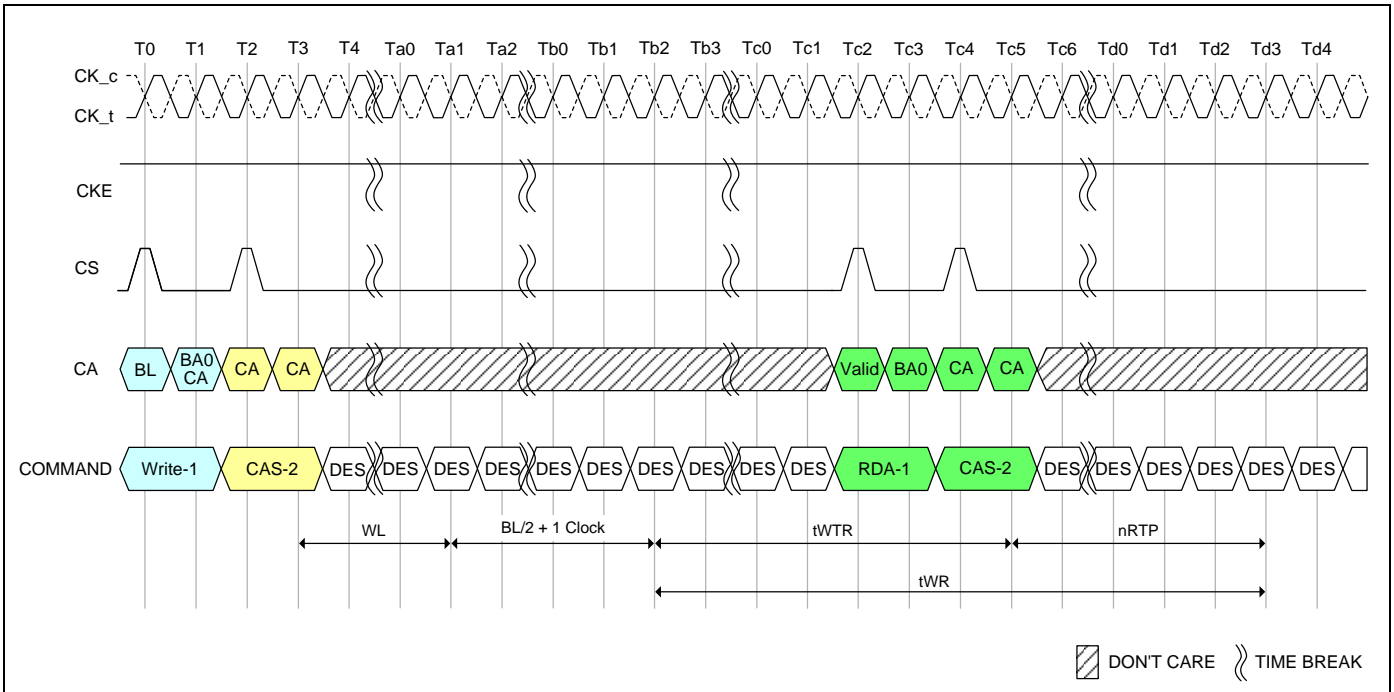 T0 T1 T2 T3 T4 Ta0 Ta1 Ta2 Tb0 Tb1 Tb2 Tb3 Tc0 Tc1 Tc2 Tc3 Tc4 Tc5 Tc6 Td0 Td1 Td2 Td3 Td4
CK_c
CK_t
CKE
CS
CA BL BA0 CA CA CA Valid BA0 CA CA
COMMAND Write-1 CAS-2 DES DES DES DES DES DES DES DES DES DES RDA-1 CAS-2 DES DES DES DES DES DES
WL BL/2 + 1 Clock tWTR nRTP
tWR
DON'T CARE TIME BREAK